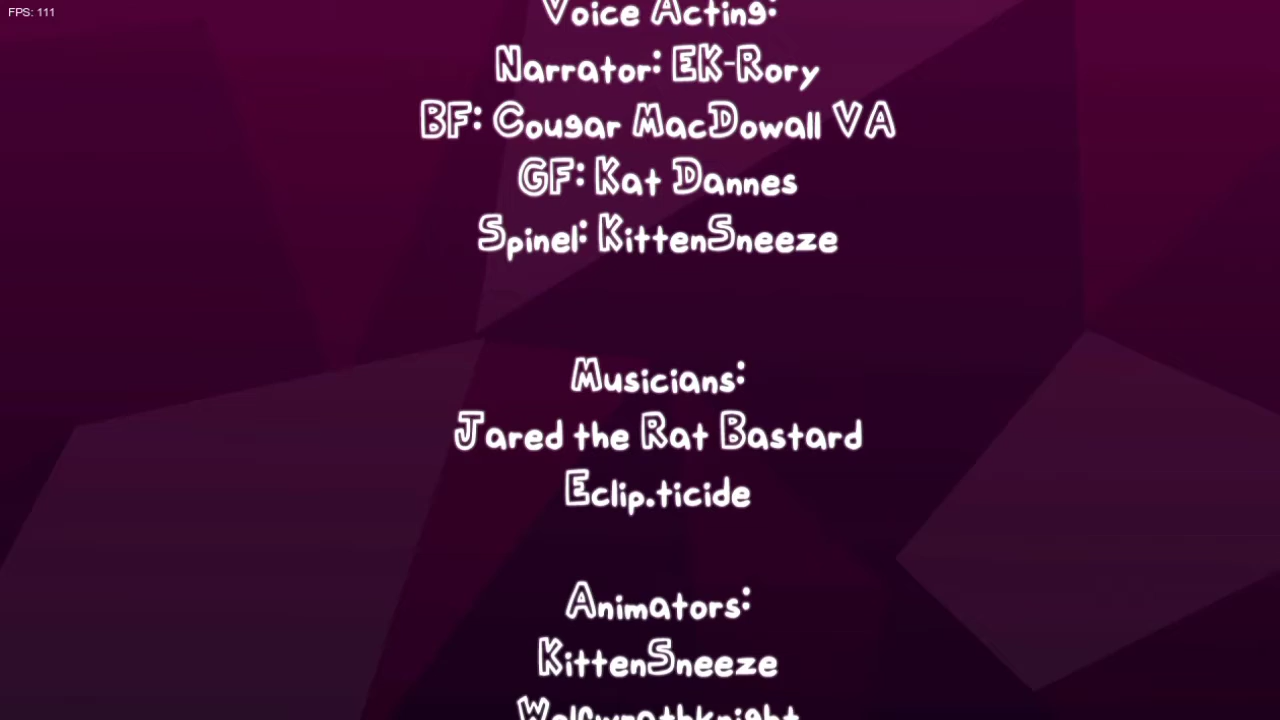 FPS: 111
Voice Acting:
Narrator: EK-Rory
BF: Cougar MacDowall VA
GF: Kat Dannes
Spinel: KittenSneeze
Musicians:
Jared the Rat Bastard
Eclip.ticide
Animators:
KittenSneeze
Wolfwrathknight